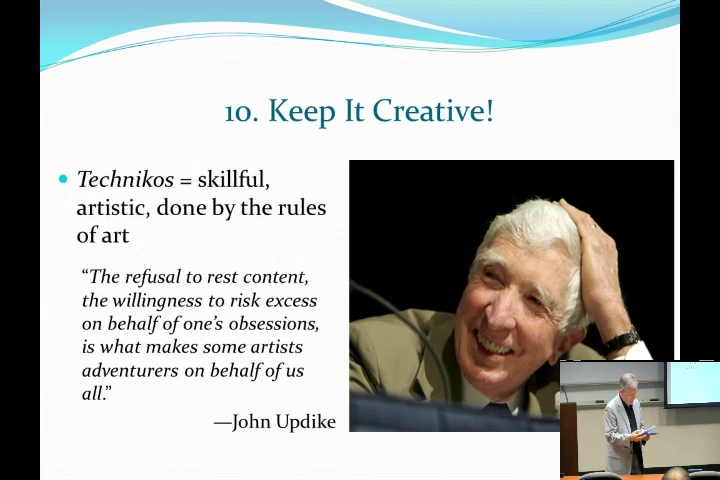 10. Keep It Creative!
Technikos = skillful,
artistic, done by the rules
of art
“The refusal to rest content,
the willingness to risk excess
on behalf of one’s obsessions,
is what makes some artists
adventurers on behalf of us
all.”
—John Updike